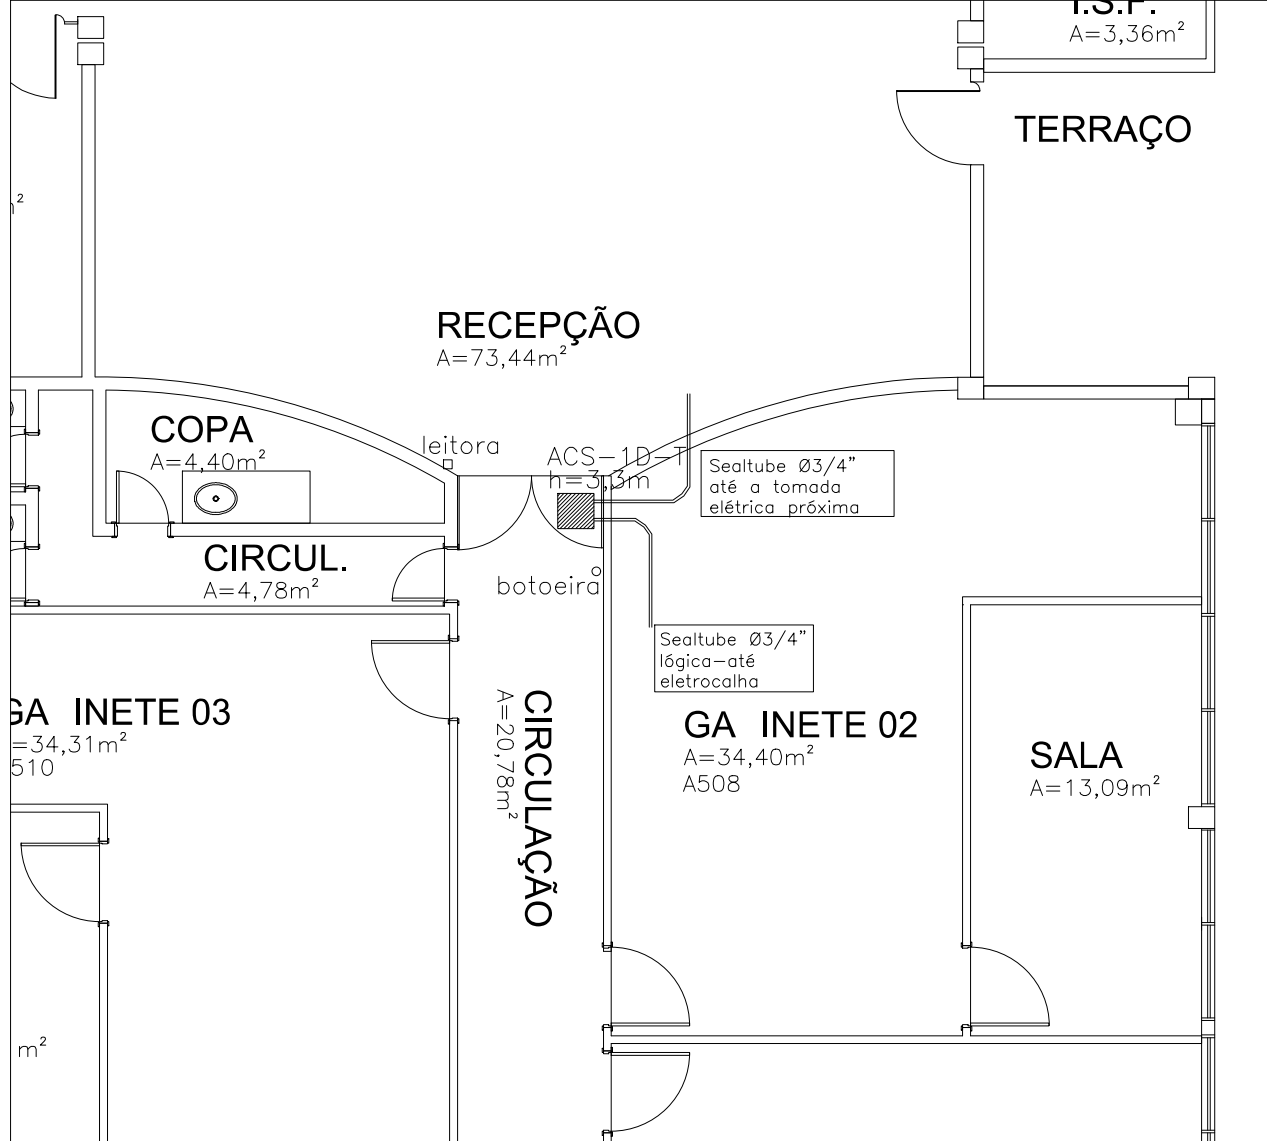 A=3,36m²
TERRAÇO
RECEPÇÃO
A=73,44m²
COPA
A=4,40m²
leitora
ACS-1D-T
h=3,3m
Sealtube Ø3/4"
até a tomada
elétrica próxima
CIRCUL.
A=4,78m²
botoeira
Sealtube Ø3/4"
lógica-até
eletrocalha
GA INETE 03
=34,31m²
510
CIRCULAÇÃO
A=20,78m²
GA INETE 02
A=34,40m²
A508
SALA
A=13,09m²
m²